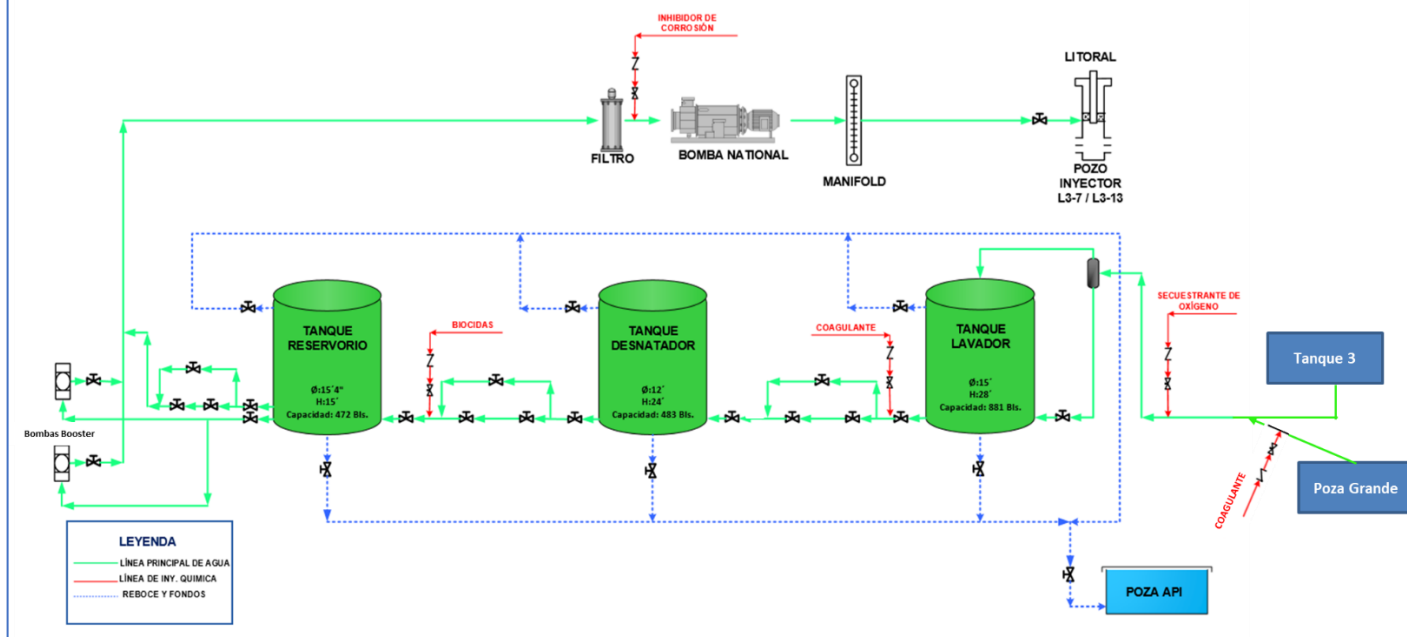 INHIBIDOR DE
CORROSIÓN
FILTRO
BOMBA NATIONAL
MANIFOLD
LITORAL
POZO
INYECTOR
L3-7 / L3-13
TANQUE
RESERVORIO
Ø:15´4"
H:15´
Capacidad: 472 Bls.
BIOCIDAS
TANQUE
DESNATADOR
Ø:12´
H:24´
Capacidad: 483 Bls.
COAGULANTE
TANQUE
LAVADOR
Ø:15´
H:28´
Capacidad: 881 Bls.
SECUESTRANTE DE
OXÍGENO
Tanque 3
Poza Grande
COAGULANTE
Bombas Booster
LEYENDA
LÍNEA PRINCIPAL DE AGUA
LÍNEA DE INY. QUIMICA
REBOCE Y FONDOS
POZA API